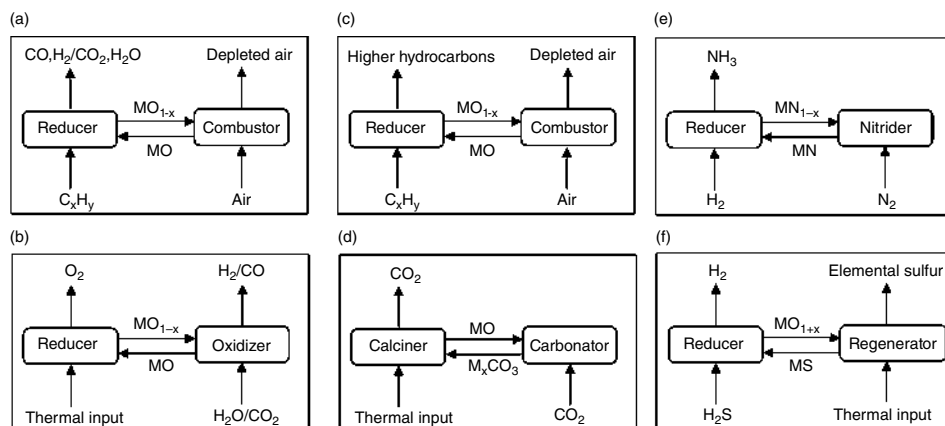 (a)
CO,H₂/CO₂,H₂O
Depleted air
MO₁₋ₓ
Reducer
Combustor
MO
CₓHᵧ
Air
(c)
Higher hydrocarbons
Depleted air
MO₁₋ₓ
Reducer
Combustor
MO
CₓHᵧ
Air
(e)
NH₃
MN₁₋ₓ
Reducer
Nitrider
MN
H₂
N₂
(b)
O₂
H₂/CO
MO₁₋ₓ
Reducer
Oxidizer
MO
Thermal input
H₂O/CO₂
(d)
CO₂
MO
Calciner
Carbonator
MₓCO₃
Thermal input
CO₂
(f)
H₂
Elemental sulfur
MO₁₊ₓ
Reducer
Regenerator
MS
H₂S
Thermal input